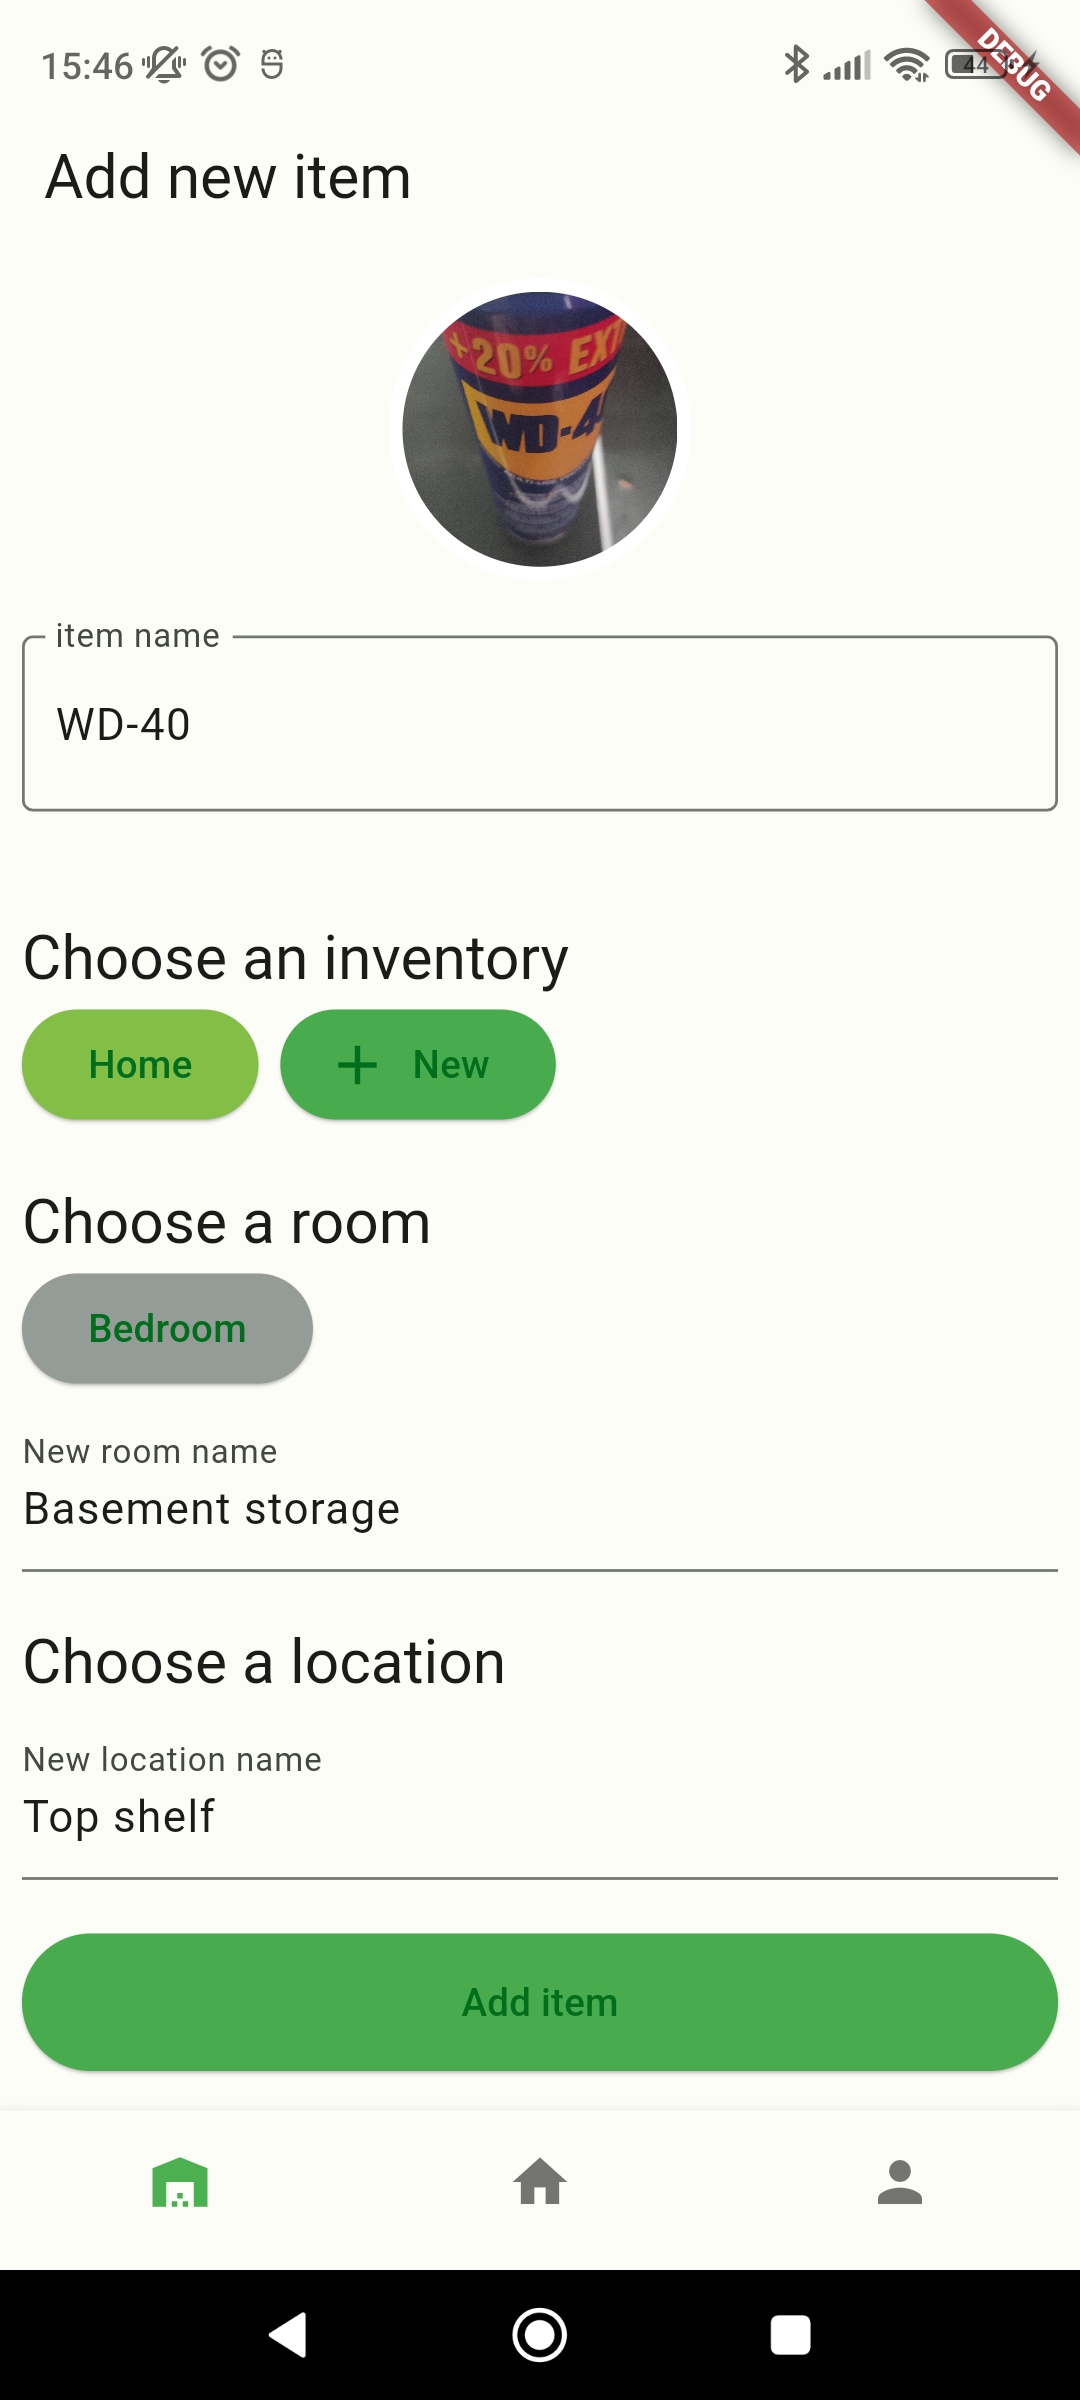 15:46
44
DEBUG
Add new item
+20% EXT
WD-4
item name
WD-40
Choose an inventory
Home
New
Choose a room
Bedroom
New room name
Basement storage
Choose a location
New location name
Top shelf
Add item